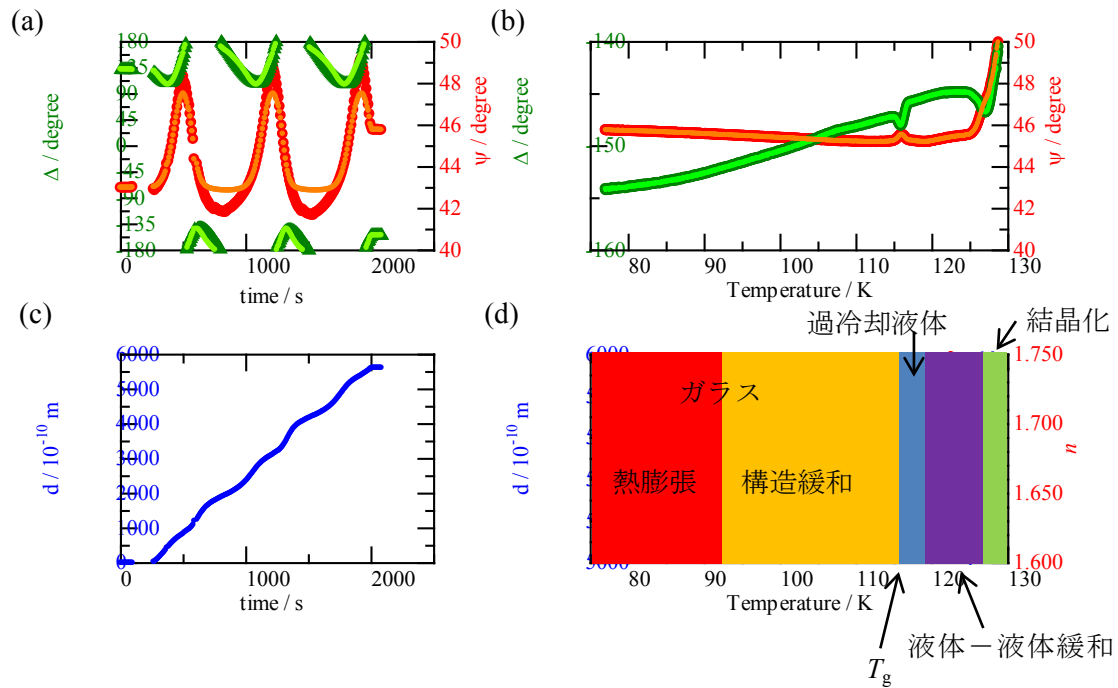 (a)
180
135
90
45
0
45
90
135
180
Δ / degree
50
48
46
44
42
40
ψ / degree
0
1000
2000
time / s
(b)
140
150
160
Δ / degree
50
48
46
44
42
40
ψ / degree
80
90
100
110
120
130
Temperature / K
(c)
6000
5000
4000
3000
2000
1000
0
d / 10⁻¹⁰ m
0
1000
2000
time / s
(d)
過冷却液体
結晶化
ガラス
熱膨張
構造緩和
d / 10⁻¹⁰ m
1.750
1.700
1.650
1.600
n
80
90
100
110
120
130
Temperature / K
液体－液体緩和
Tg